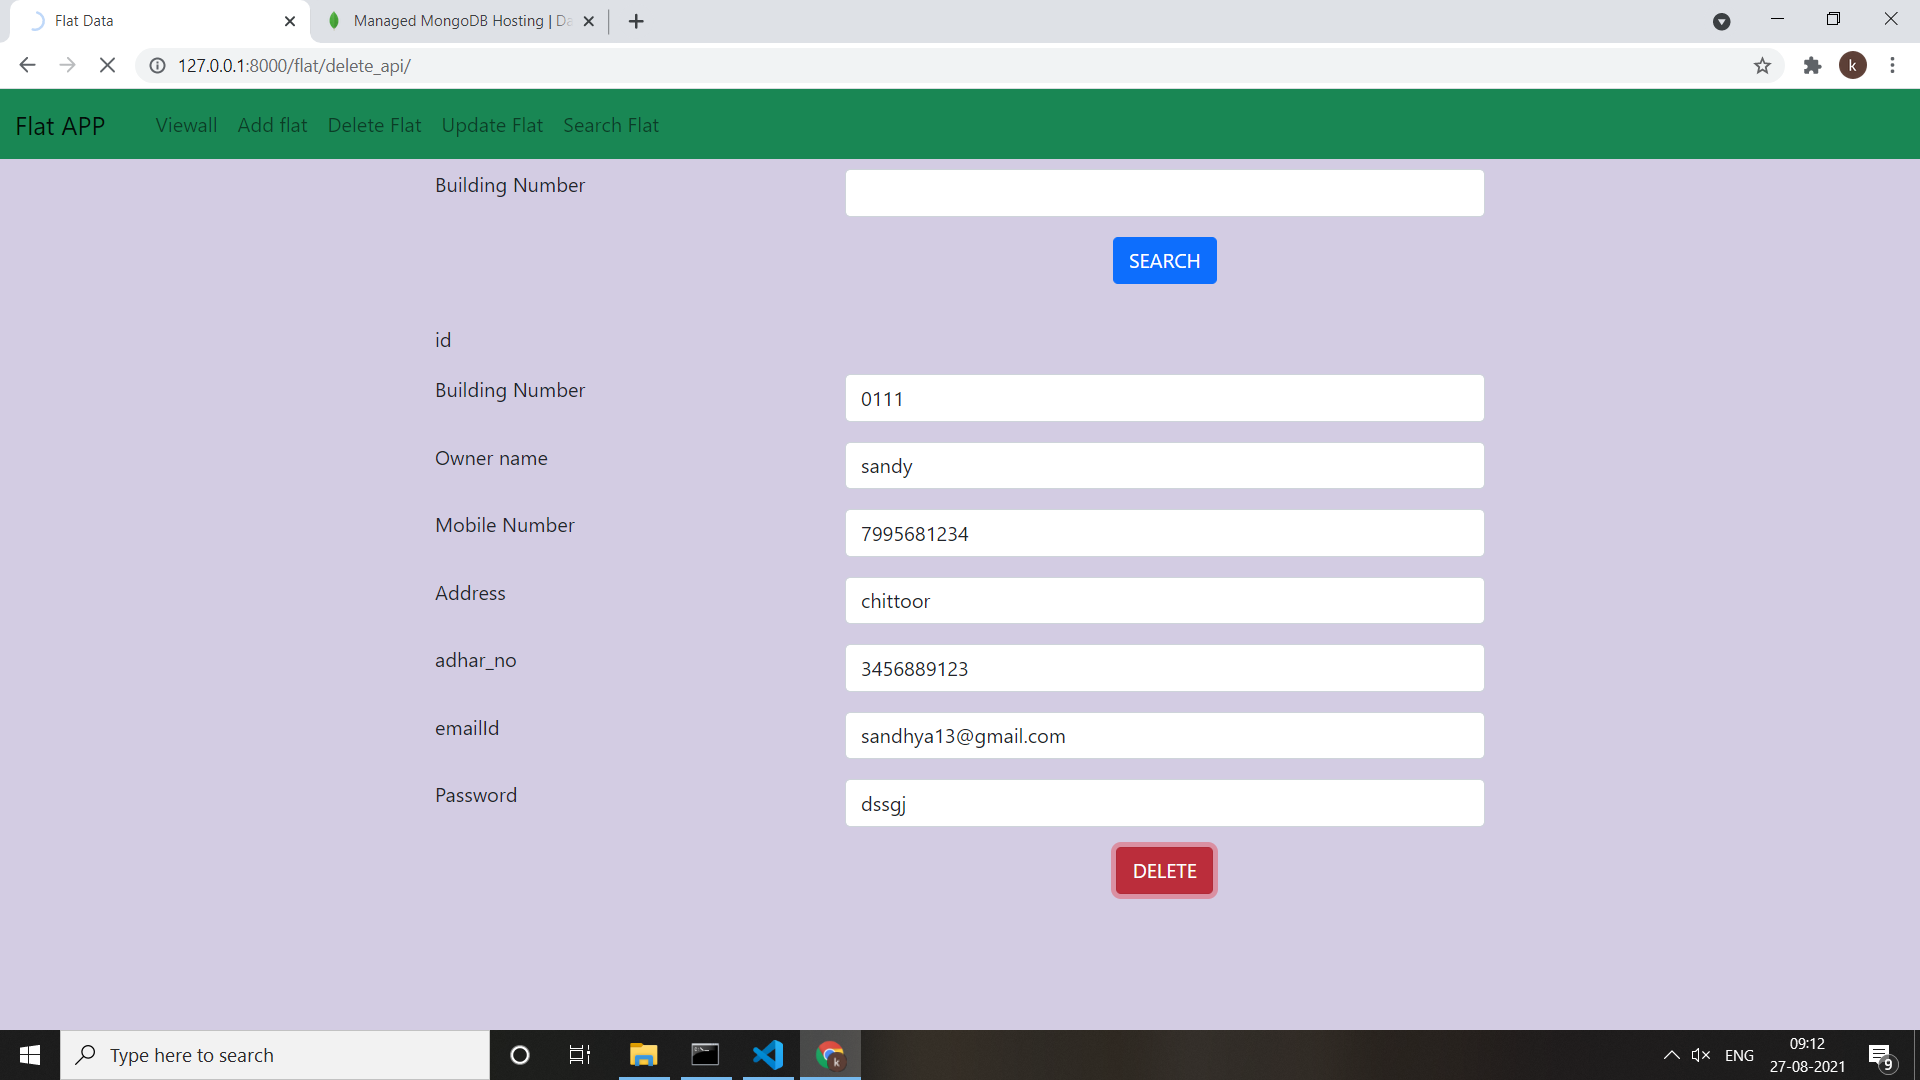 Flat Data
Managed MongoDB Hosting | Da
127.0.0.1:8000/flat/delete_api/
k
Flat APP Viewall Add flat Delete Flat Update Flat Search Flat
Building Number
SEARCH
id
Building Number 0111
Owner name sandy
Mobile Number 7995681234
Address chittoor
adhar_no 3456889123
emailId sandhya13@gmail.com
Password dssgj
DELETE
Type here to search
k
ENG
09:12
27-08-2021
9